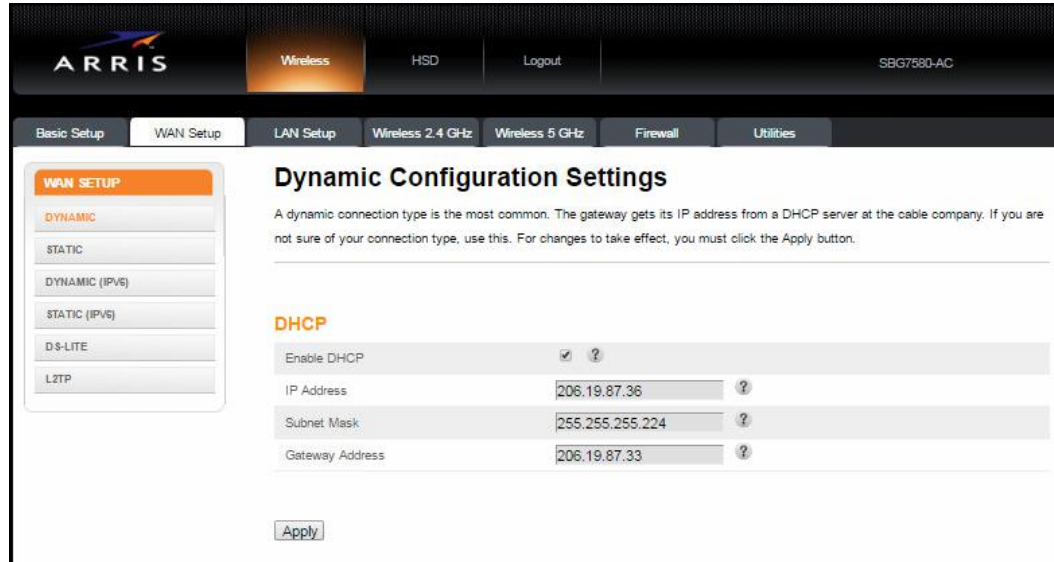 ARRIS
Wireless HSD Logout SBG7580-AC
Basic Setup WAN Setup LAN Setup Wireless 2.4 GHz Wireless 5 GHz Firewall Utilities
WAN SETUP
DYNAMIC
STATIC
DYNAMIC (IPV6)
STATIC (IPV6)
DS-LITE
L2TP
Dynamic Configuration Settings
A dynamic connection type is the most common. The gateway gets its IP address from a DHCP server at the cable company. If you are
not sure of your connection type, use this. For changes to take effect, you must click the Apply button.
DHCP
Enable DHCP ?
IP Address 206.19.87.36 ?
Subnet Mask 255.255.255.224 ?
Gateway Address 206.19.87.33 ?
Apply